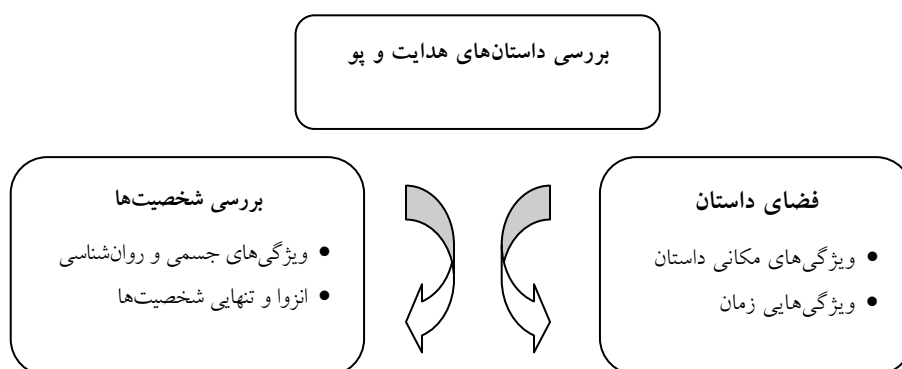 بررسی داستان‌های هدایت و پو
فضای داستان
• ویژگی‌های مکانی داستان
• ویژگی‌هایی زمان
بررسی شخصیت‌ها
• ویژگی‌های جسمی و روان‌شناسی
• انزوا و تنهایی شخصیت‌ها